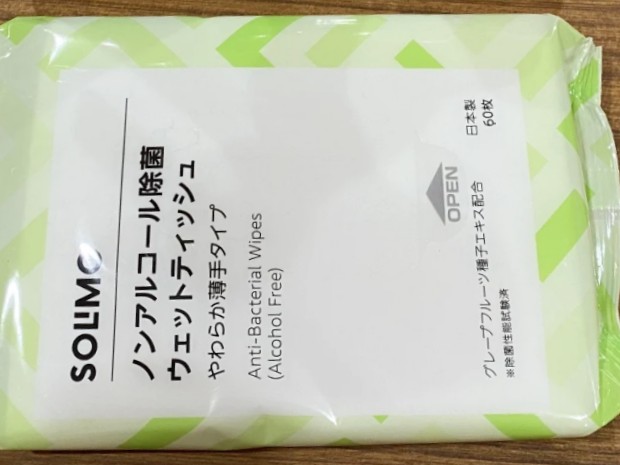 SOLIMO
ノンアルコール除菌
ウェットティッシュ
やわらか薄手タイプ
Anti-Bacterial Wipes
(Alcohol Free)
OPEN
グレープフルーツ種子エキス配合
※除菌性能試験済
日本製
60枚